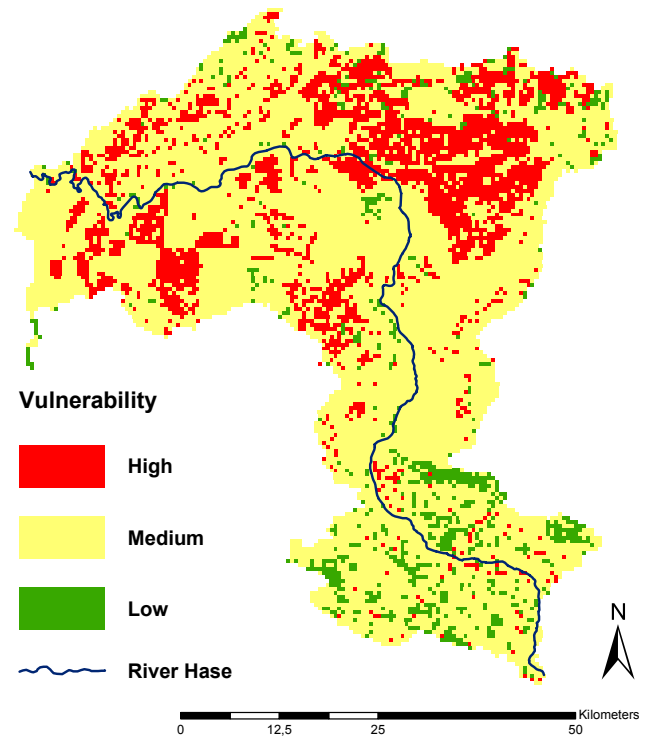 Vulnerability
High
Medium
Low
River Hase
N
Kilometers
0 12,5 25 50